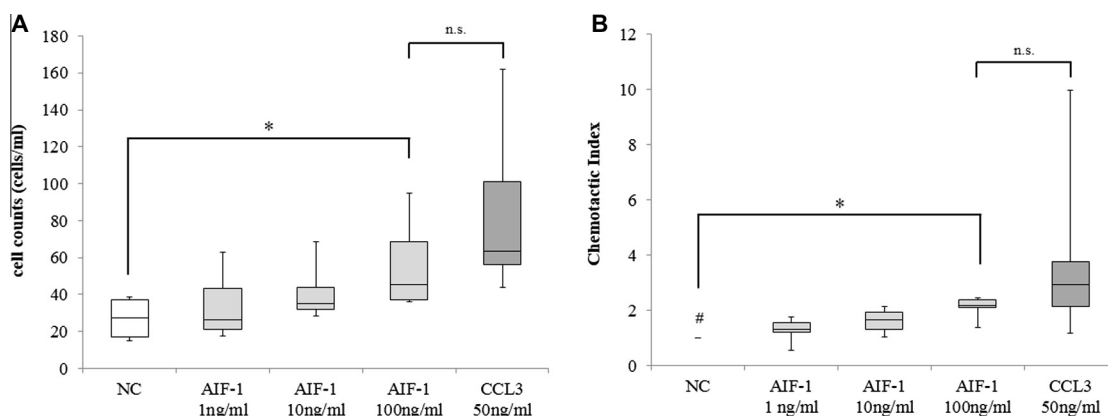 A
cell counts (cells/ml)
180
160
140
120
100
80
60
40
20
0
*
n.s.
NC AIF-1 AIF-1 AIF-1 CCL3
1ng/ml 10ng/ml 100ng/ml 50ng/ml
B
Chemotactic Index
12
10
8
6
4
2
0
#
*
n.s.
NC AIF-1 AIF-1 AIF-1 CCL3
1 ng/ml 10ng/ml 100ng/ml 50ng/ml